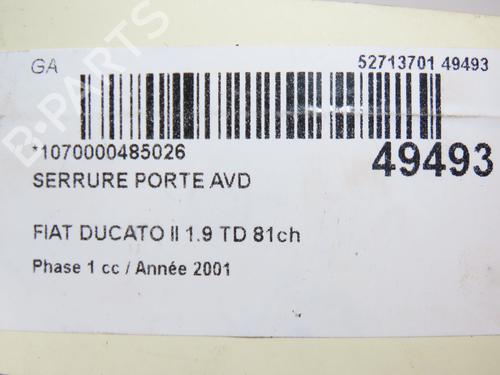 GA
52713701 49493
*1070000485026
49493
SERRURE PORTE AVD
FIAT DUCATO II 1.9 TD 81ch
Phase 1 cc / Année 2001
B-PARTS